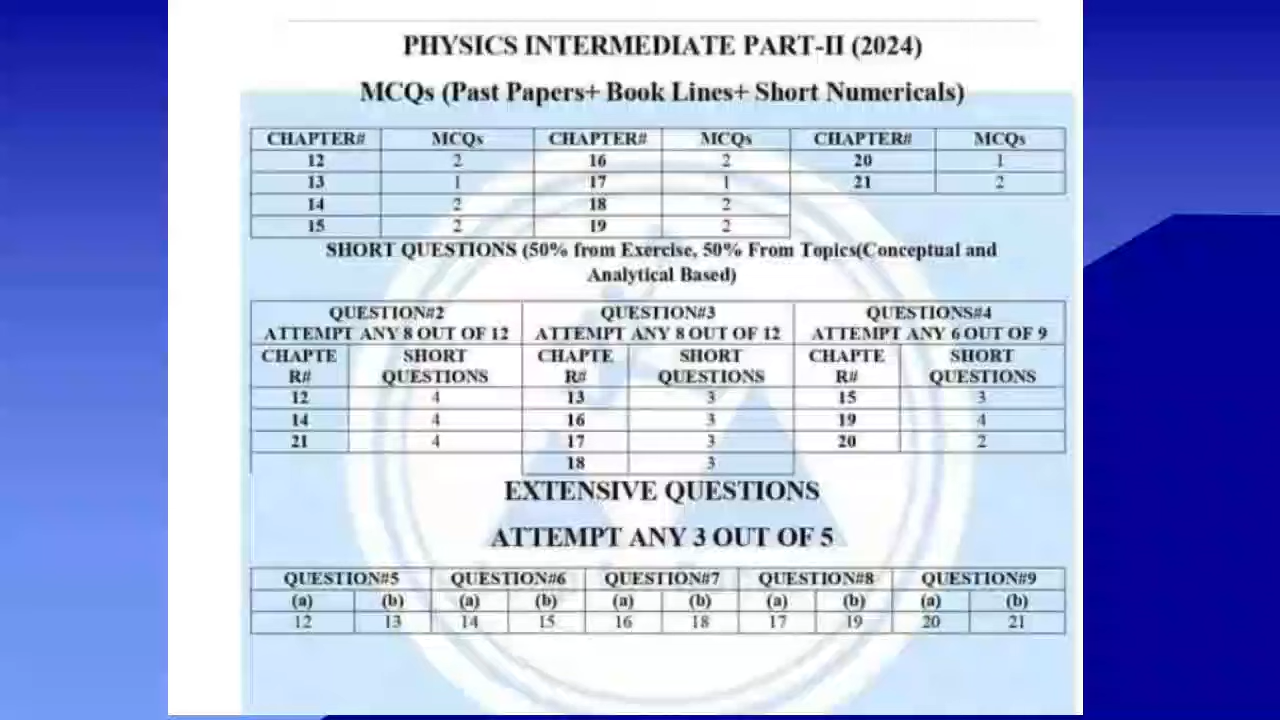 PHYSICS INTERMEDIATE PART-II (2024)
MCQs (Past Papers+ Book Lines+ Short Numericals)
CHAPTER# MCQs CHAPTER# MCQs CHAPTER# MCQs
12 2 16 2 20 1
13 1 17 1 21 2
14 2 18 2
15 2 19 2
SHORT QUESTIONS (50% from Exercise, 50% From Topics(Conceptual and
Analytical Based)
QUESTION#2 QUESTION#3 QUESTIONS#4
ATTEMPT ANY 8 OUT OF 12 ATTEMPT ANY 8 OUT OF 12 ATTEMPT ANY 6 OUT OF 9
CHAPTE SHORT CHAPTE SHORT CHAPTE SHORT
R# QUESTIONS R# QUESTIONS R# QUESTIONS
12 4 13 3 15 3
14 4 16 3 19 4
21 4 17 3 20 2
18 3
EXTENSIVE QUESTIONS
ATTEMPT ANY 3 OUT OF 5
QUESTION#5 QUESTION#6 QUESTION#7 QUESTION#8 QUESTION#9
(a) (b) (a) (b) (a) (b) (a) (b) (a) (b)
12 13 14 15 16 18 17 19 20 21